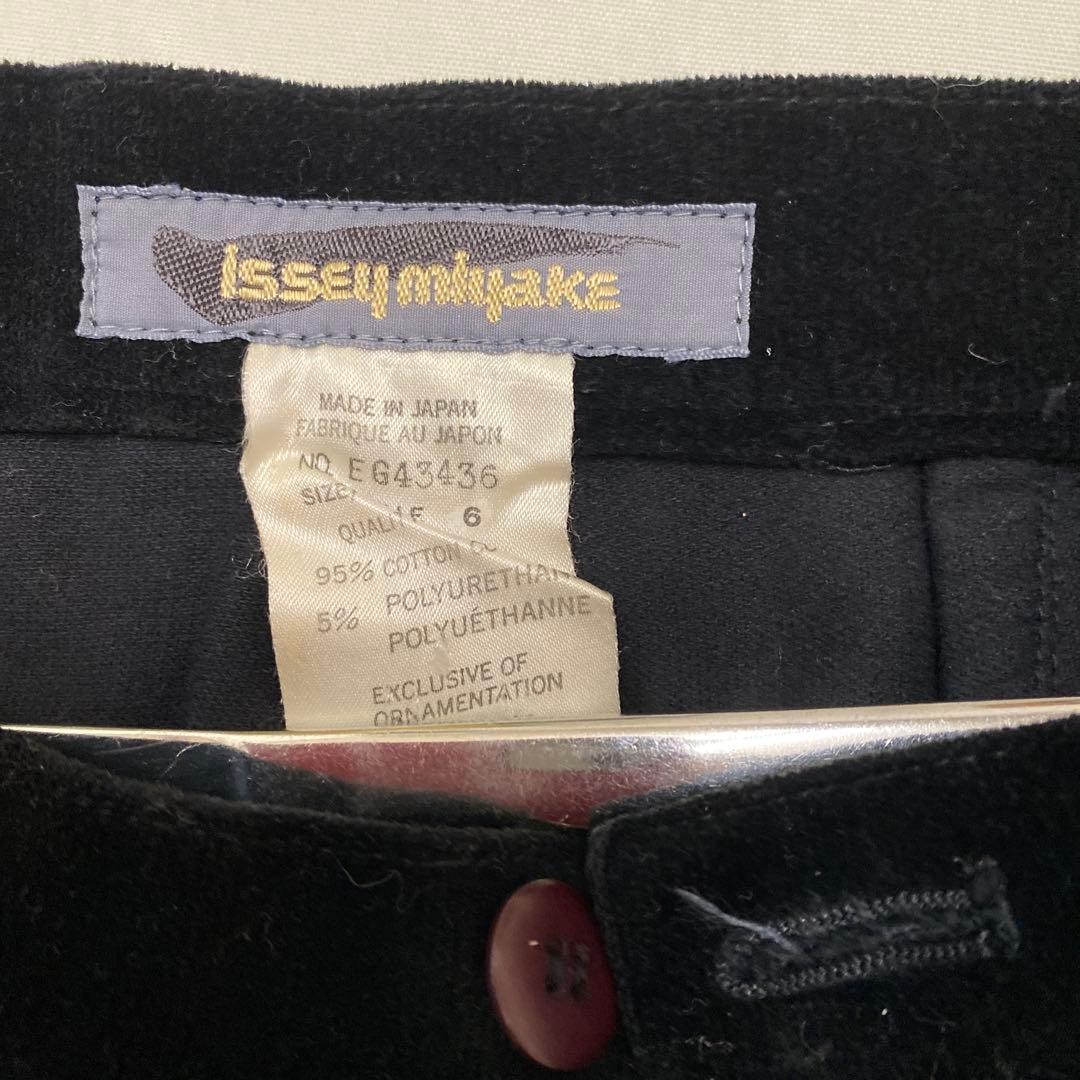 ISSEY MIYAKE
MADE IN JAPAN
FABRIQUE AU JAPON
NO. EG43436
SIZE
6
95% COTTON
5% POLYURETHAN
POLYUÉTHANNE
EXCLUSIVE OF
ORNAMENTATION